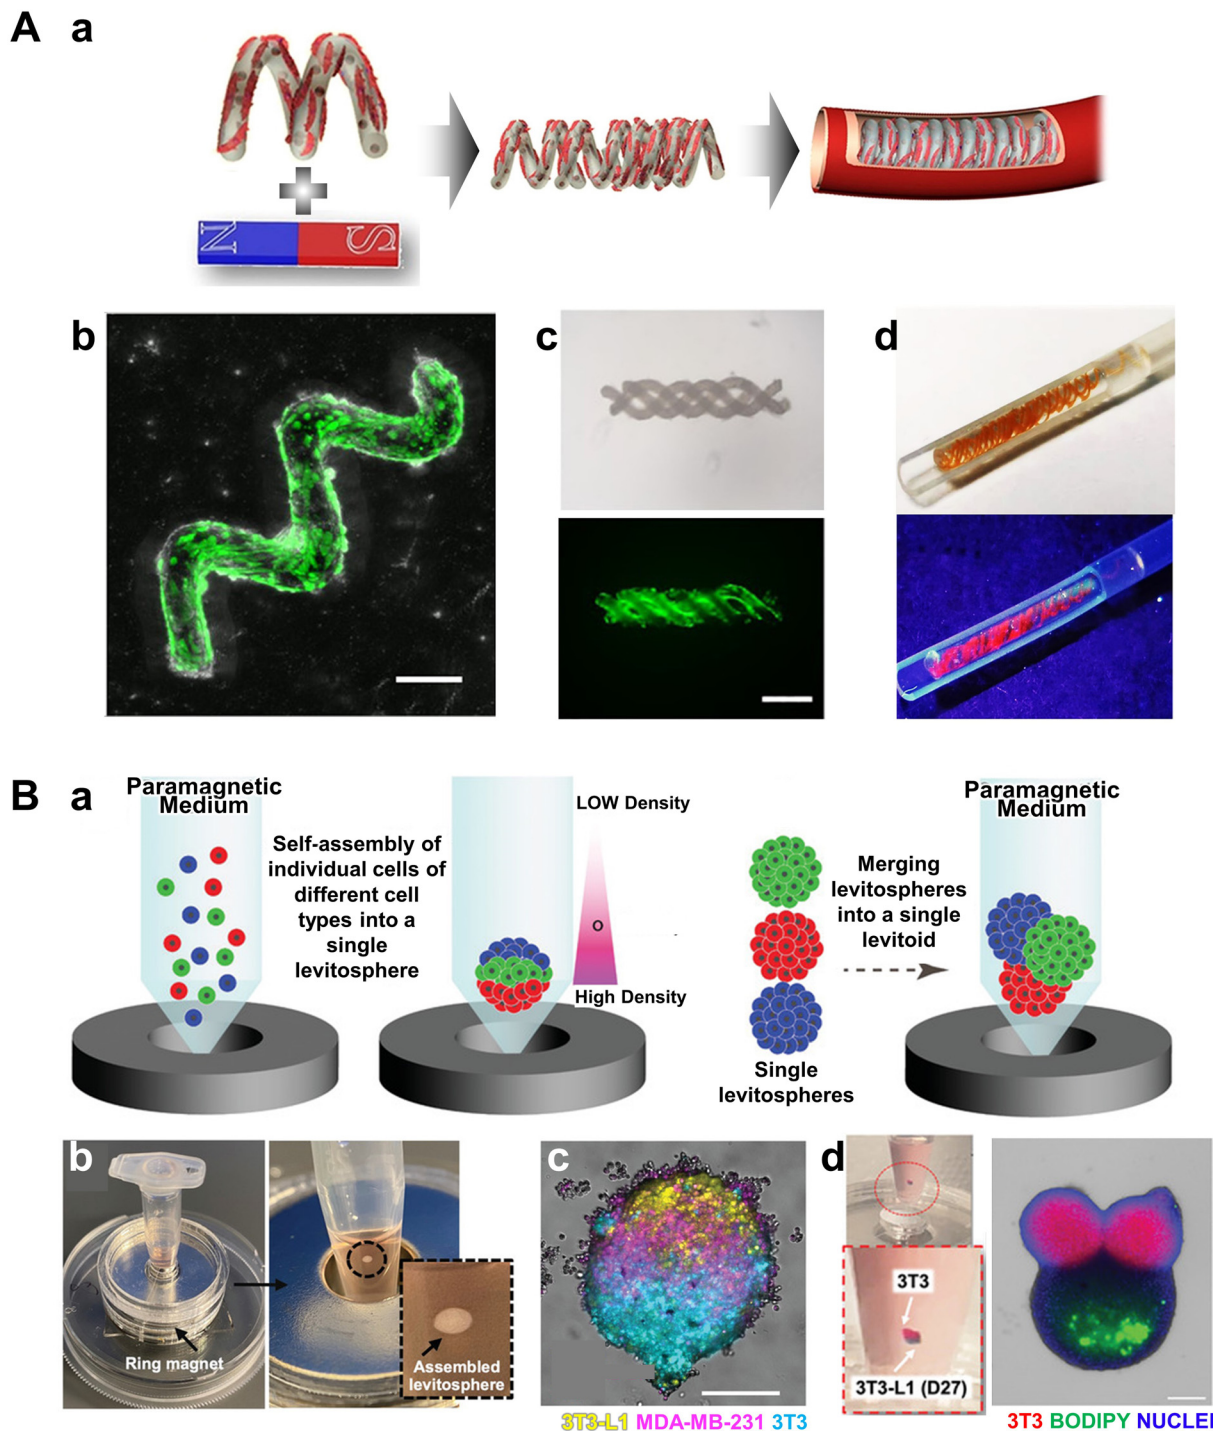 A a
N S
b
c
d
B a
Paramagnetic
Medium
Self-assembly of
individual cells of
different cell
types into a
single
levitosphere
LOW Density
O
High Density
Merging
levitospheres
into a single
levitoid
Single
levitospheres
Paramagnetic
Medium
b
Ring magnet
Assembled
levitosphere
c
3T3-L1 MDA-MB-231 3T3
d
3T3
3T3-L1 (D27)
3T3 BODIPY NUCLEI